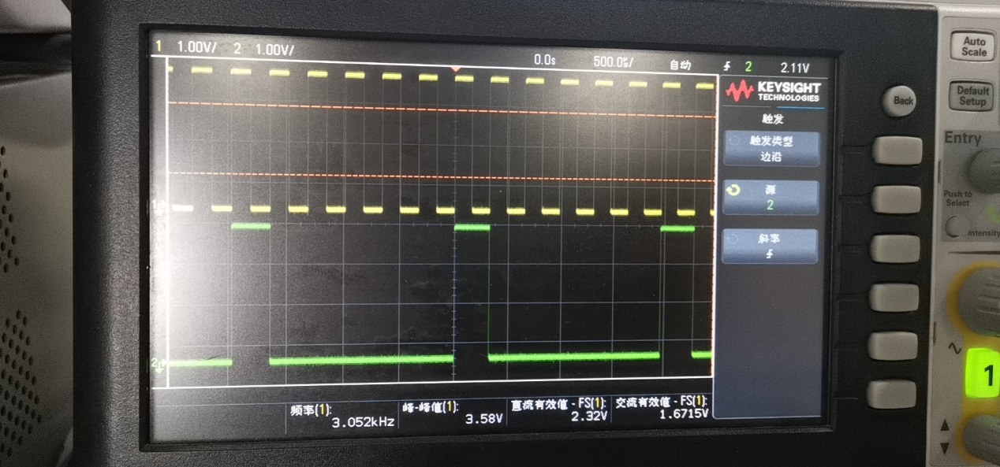 1 1.00V/ 2 1.00V/ 0.0s 500.0㎲/ 自动 2 2.11V
KEYSIGHT
TECHNOLOGIES
触发
触发类型
边沿
源
2
斜率
1
2
频率(1):
3.052kHz
峰-峰值(1):
3.58V
直流有效值 - FS(1):
2.32V
交流有效值 - FS(1):
1.6715V
Auto
Scale
Default
Setup
Back
Entry
Push to
Select
Intensity
1